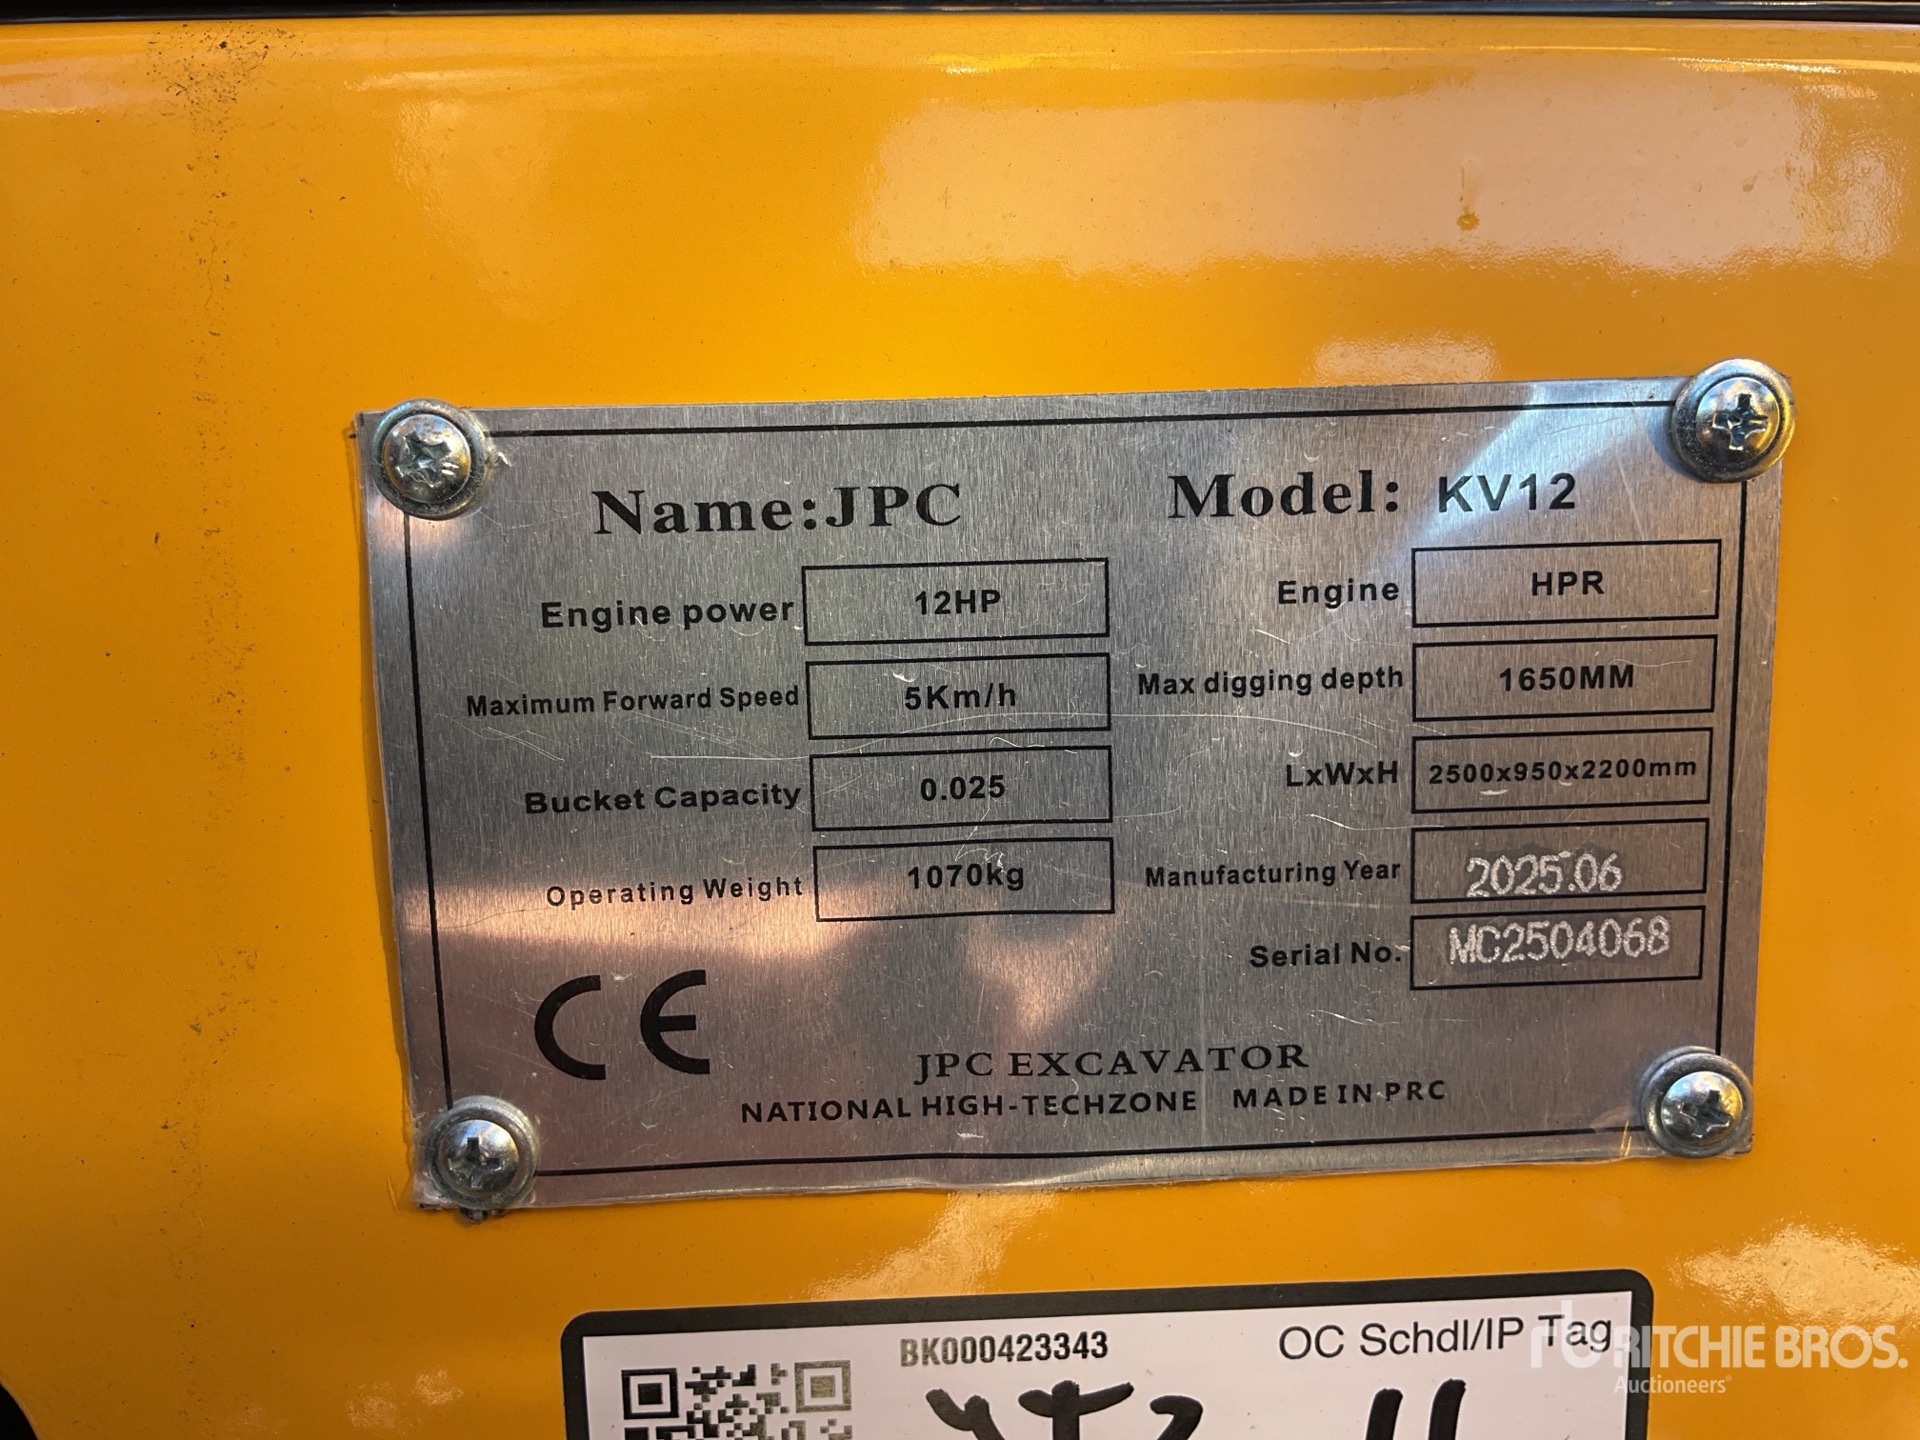 Name:JPC Model: KV12
Engine power 12HP Engine HPR
Maximum Forward Speed 5Km/h Max digging depth 1650MM
Bucket Capacity 0.025 LxWxH 2500x950x2200mm
Operating Weight 1070kg Manufacturing Year 2025.06
Serial No. MC2504068
CE
JPC EXCAVATOR
NATIONAL HIGH-TECHZONE MADE IN PRC
BK000423343 OC Schdl/IP Tag
RITCHIE BROS.
Auctioneers